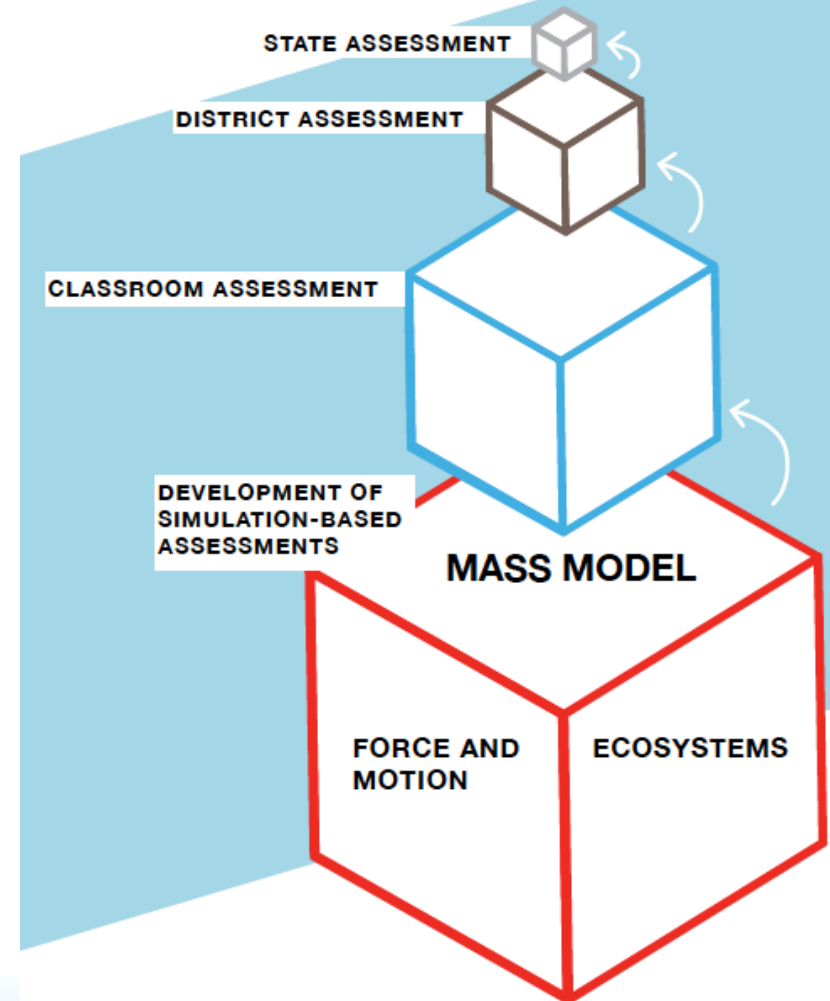 STATE ASSESSMENT
DISTRICT ASSESSMENT
CLASSROOM ASSESSMENT
DEVELOPMENT OF
SIMULATION-BASED
ASSESSMENTS
MASS MODEL
FORCE AND
MOTION
ECOSYSTEMS